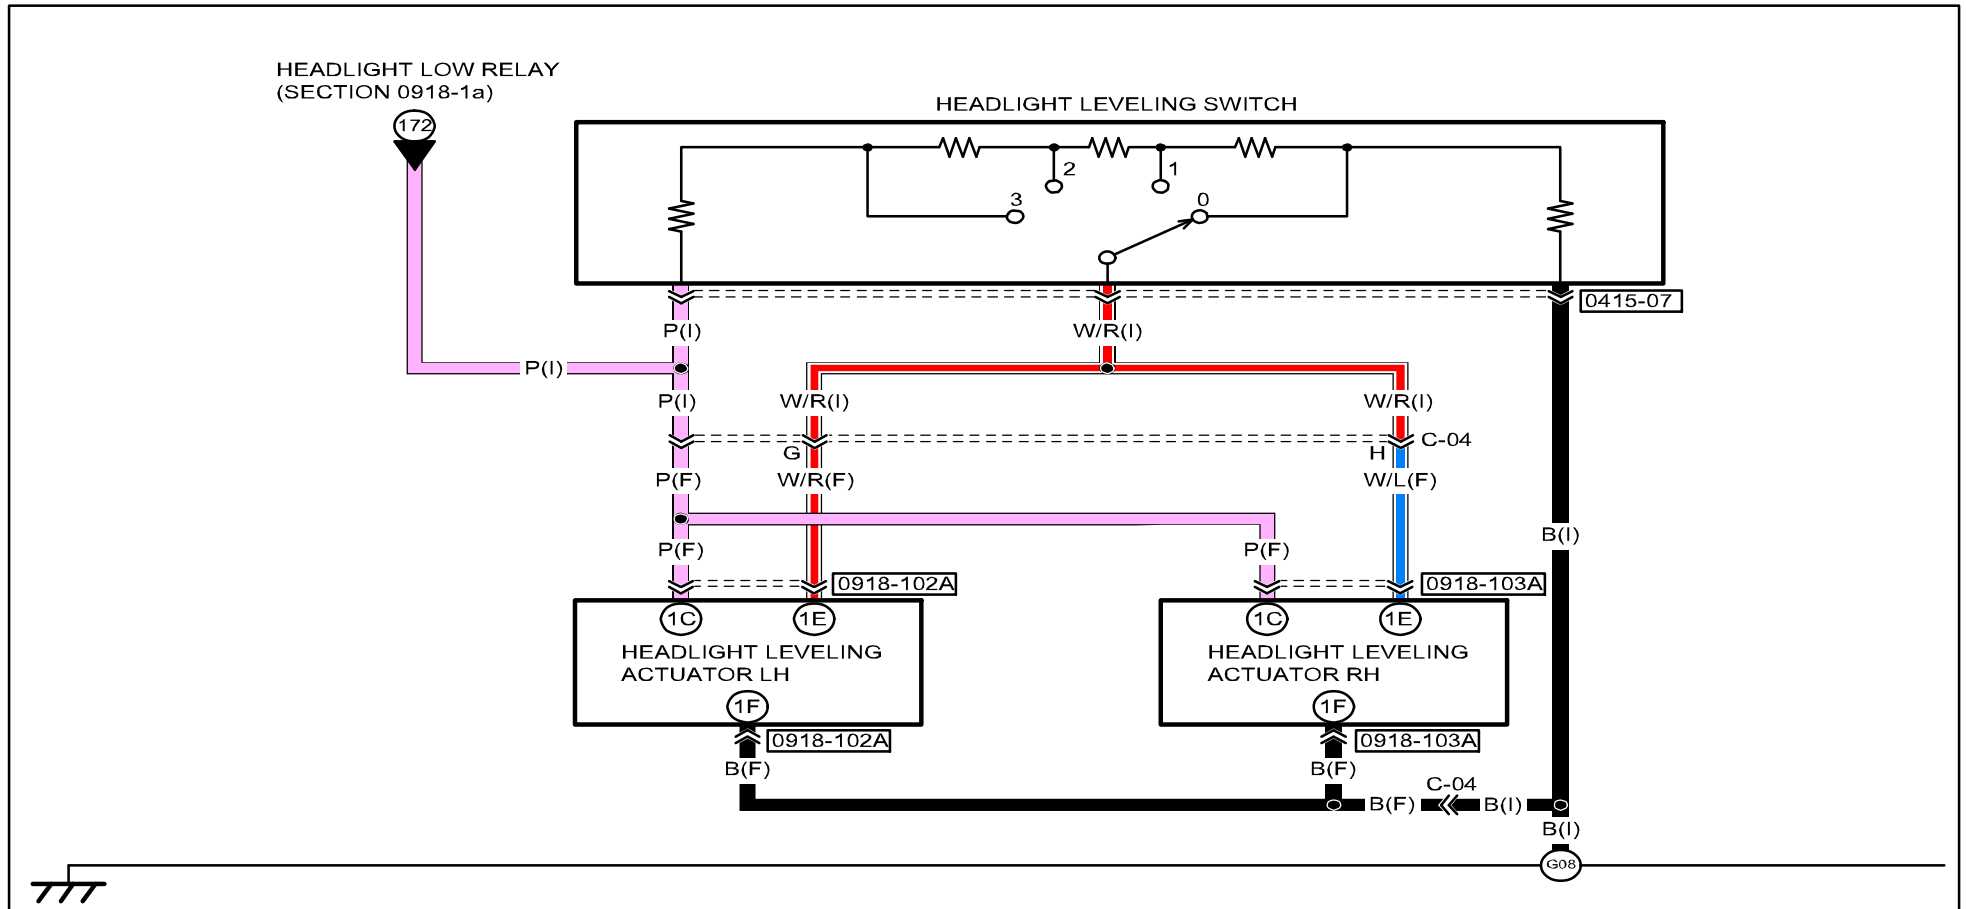 HEADLIGHT LOW RELAY
(SECTION 0918-1a)
172
HEADLIGHT LEVELING SWITCH
2
1
3
0
0415-07
P(I)
W/R(I)
P(I)
P(I)
W/R(I)
W/R(I)
C-04
G
H
P(F)
W/R(F)
W/L(F)
B(I)
P(F)
P(F)
0918-102A
0918-103A
1C
1E
1C
1E
HEADLIGHT LEVELING
ACTUATOR LH
HEADLIGHT LEVELING
ACTUATOR RH
1F
1F
0918-102A
0918-103A
B(F)
B(F)
C-04
B(F)
B(I)
B(I)
G08